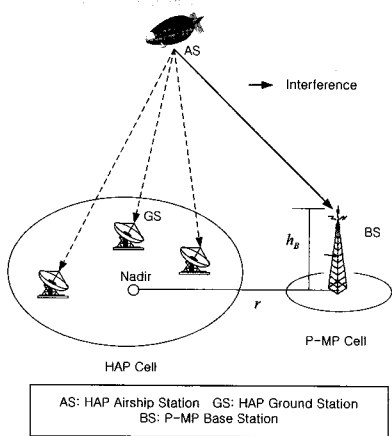 AS
Interference
GS
h_B
BS
Nadir
r
P-MP Cell
HAP Cell
AS: HAP Airship Station GS: HAP Ground Station
BS: P-MP Base Station